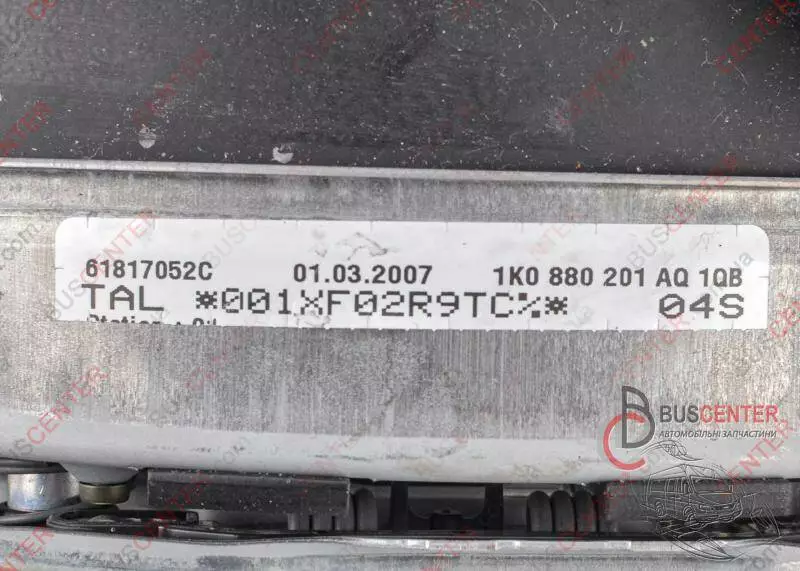 61817052C 01.03.2007 1K0 880 201 AQ 1QB
TAL *001XF02R9TC%* 04S
BUSCENTER
АВТОМОБІЛЬНІ ЗАПЧАСТИНИ